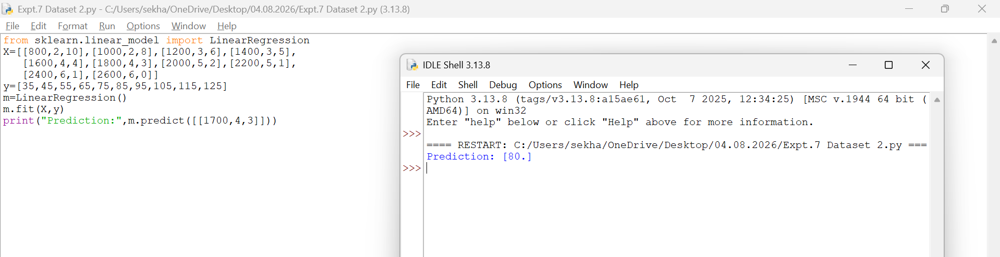 Expt.7 Dataset 2.py - C:/Users/sekha/OneDrive/Desktop/04.08.2026/Expt.7 Dataset 2.py (3.13.8)
File Edit Format Run Options Window Help
from sklearn.linear_model import LinearRegression
X=[[800,2,10],[1000,2,8],[1200,3,6],[1400,3,5],
[1600,4,4],[1800,4,3],[2000,5,2],[2200,5,1],
[2400,6,1],[2600,6,0]]
y=[35,45,55,65,75,85,95,105,115,125]
m=LinearRegression()
m.fit(X,y)
print("Prediction:",m.predict([[1700,4,3]]))
IDLE Shell 3.13.8
File Edit Shell Debug Options Window Help
Python 3.13.8 (tags/v3.13.8:a15ae61, Oct  7 2025, 12:34:25) [MSC v.1944 64 bit (
AMD64)] on win32
Enter "help" below or click "Help" above for more information.
>>>
==== RESTART: C:/Users/sekha/OneDrive/Desktop/04.08.2026/Expt.7 Dataset 2.py ===
Prediction: [80.]
>>>